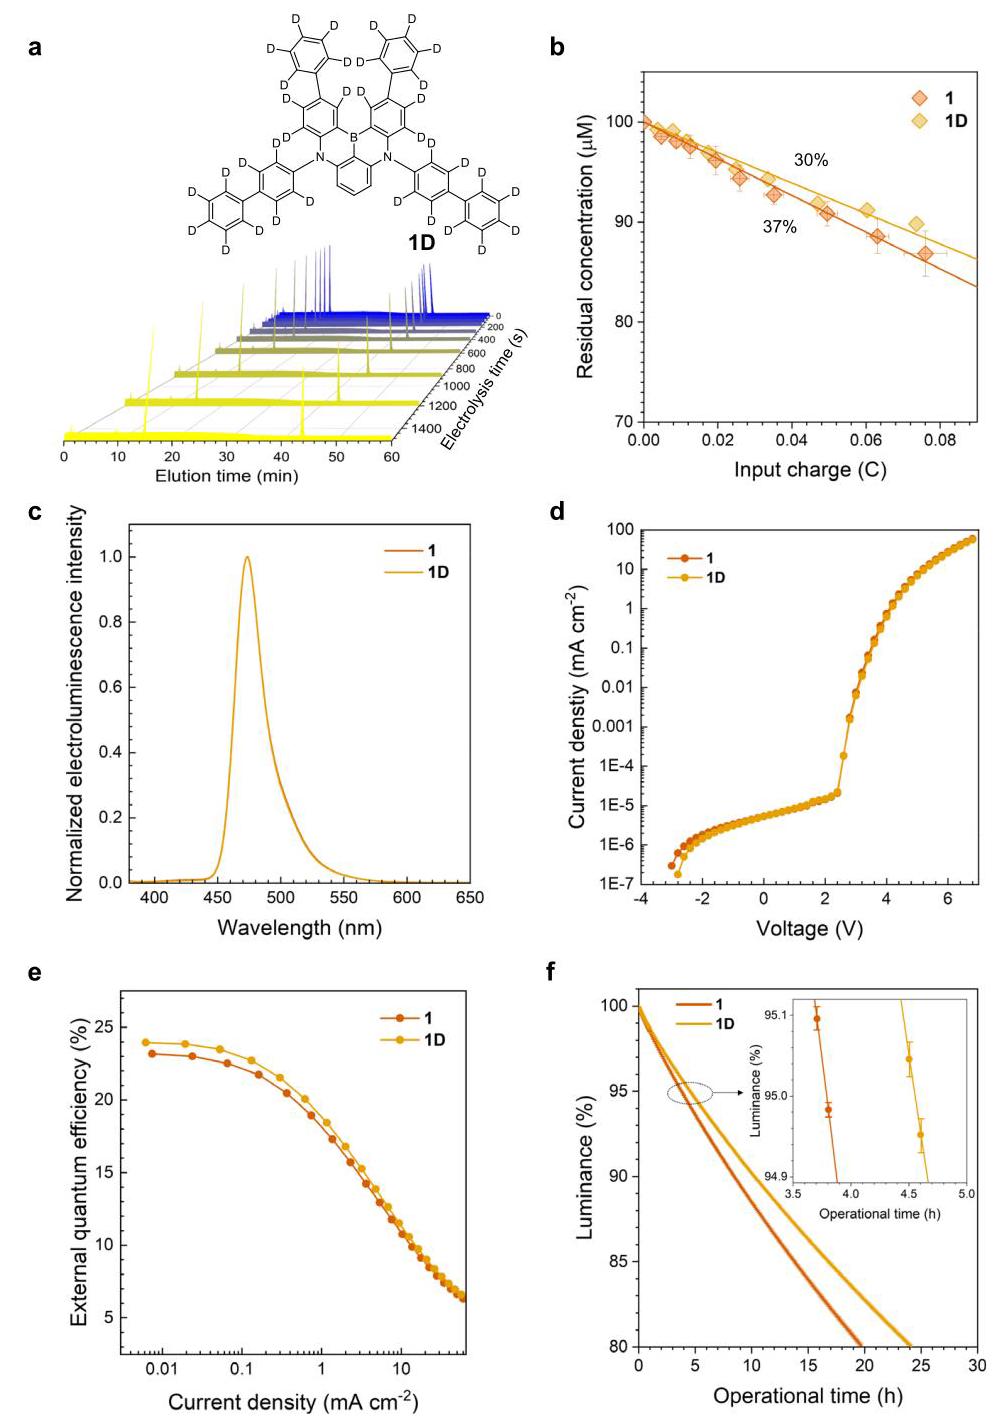 a
D D D D D D D D D D
D D D D
D D
B
N N
D D D D D D D D
D D D D D D D D
D D
1D
0
200
400
600
800
1000
1200
1400
Electrolysis time (s)
0 10 20 30 40 50 60
Elution time (min)
b
1
1D
30%
37%
100
90
80
70
Residual concentration (µM)
0.00 0.02 0.04 0.06 0.08
Input charge (C)
c
1
1D
1.0
0.8
0.6
0.4
0.2
0.0
Normalized electroluminescence intensity
400 450 500 550 600 650
Wavelength (nm)
d
1
1D
100
10
1
0.1
0.01
0.001
1E-4
1E-5
1E-6
1E-7
Current denstiy (mA cm-2)
-4 -2 0 2 4 6
Voltage (V)
e
1
1D
25
20
15
10
5
External quantum efficiency (%)
0.01 0.1 1 10
Current density (mA cm-2)
f
1
1D
100
95
90
85
80
Luminance (%)
0 5 10 15 20 25 30
Operational time (h)
95.1
95.0
94.9
Luminance (%)
3.5 4.0 4.5 5.0
Operational time (h)